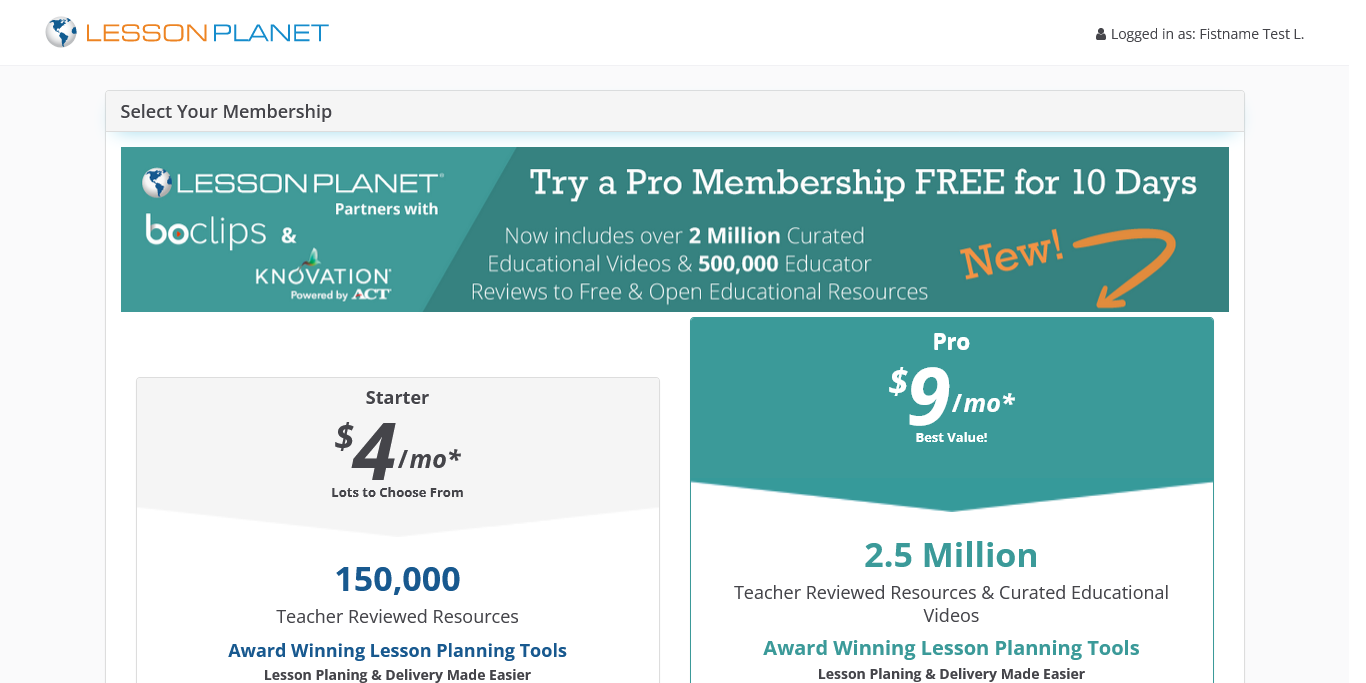 LESSONPLANET
Logged in as: Fistname Test L.
Select Your Membership
LESSONPLANET®
Partners with
boclips &
KNOVATION®
Powered by ACT®
Try a Pro Membership FREE for 10 Days
Now includes over 2 Million Curated
Educational Videos & 500,000 Educator
Reviews to Free & Open Educational Resources
New!
Starter
$4/mo*
Lots to Choose From
150,000
Teacher Reviewed Resources
Award Winning Lesson Planning Tools
Lesson Planing & Delivery Made Easier
Pro
$9/mo*
Best Value!
2.5 Million
Teacher Reviewed Resources & Curated Educational
Videos
Award Winning Lesson Planning Tools
Lesson Planing & Delivery Made Easier